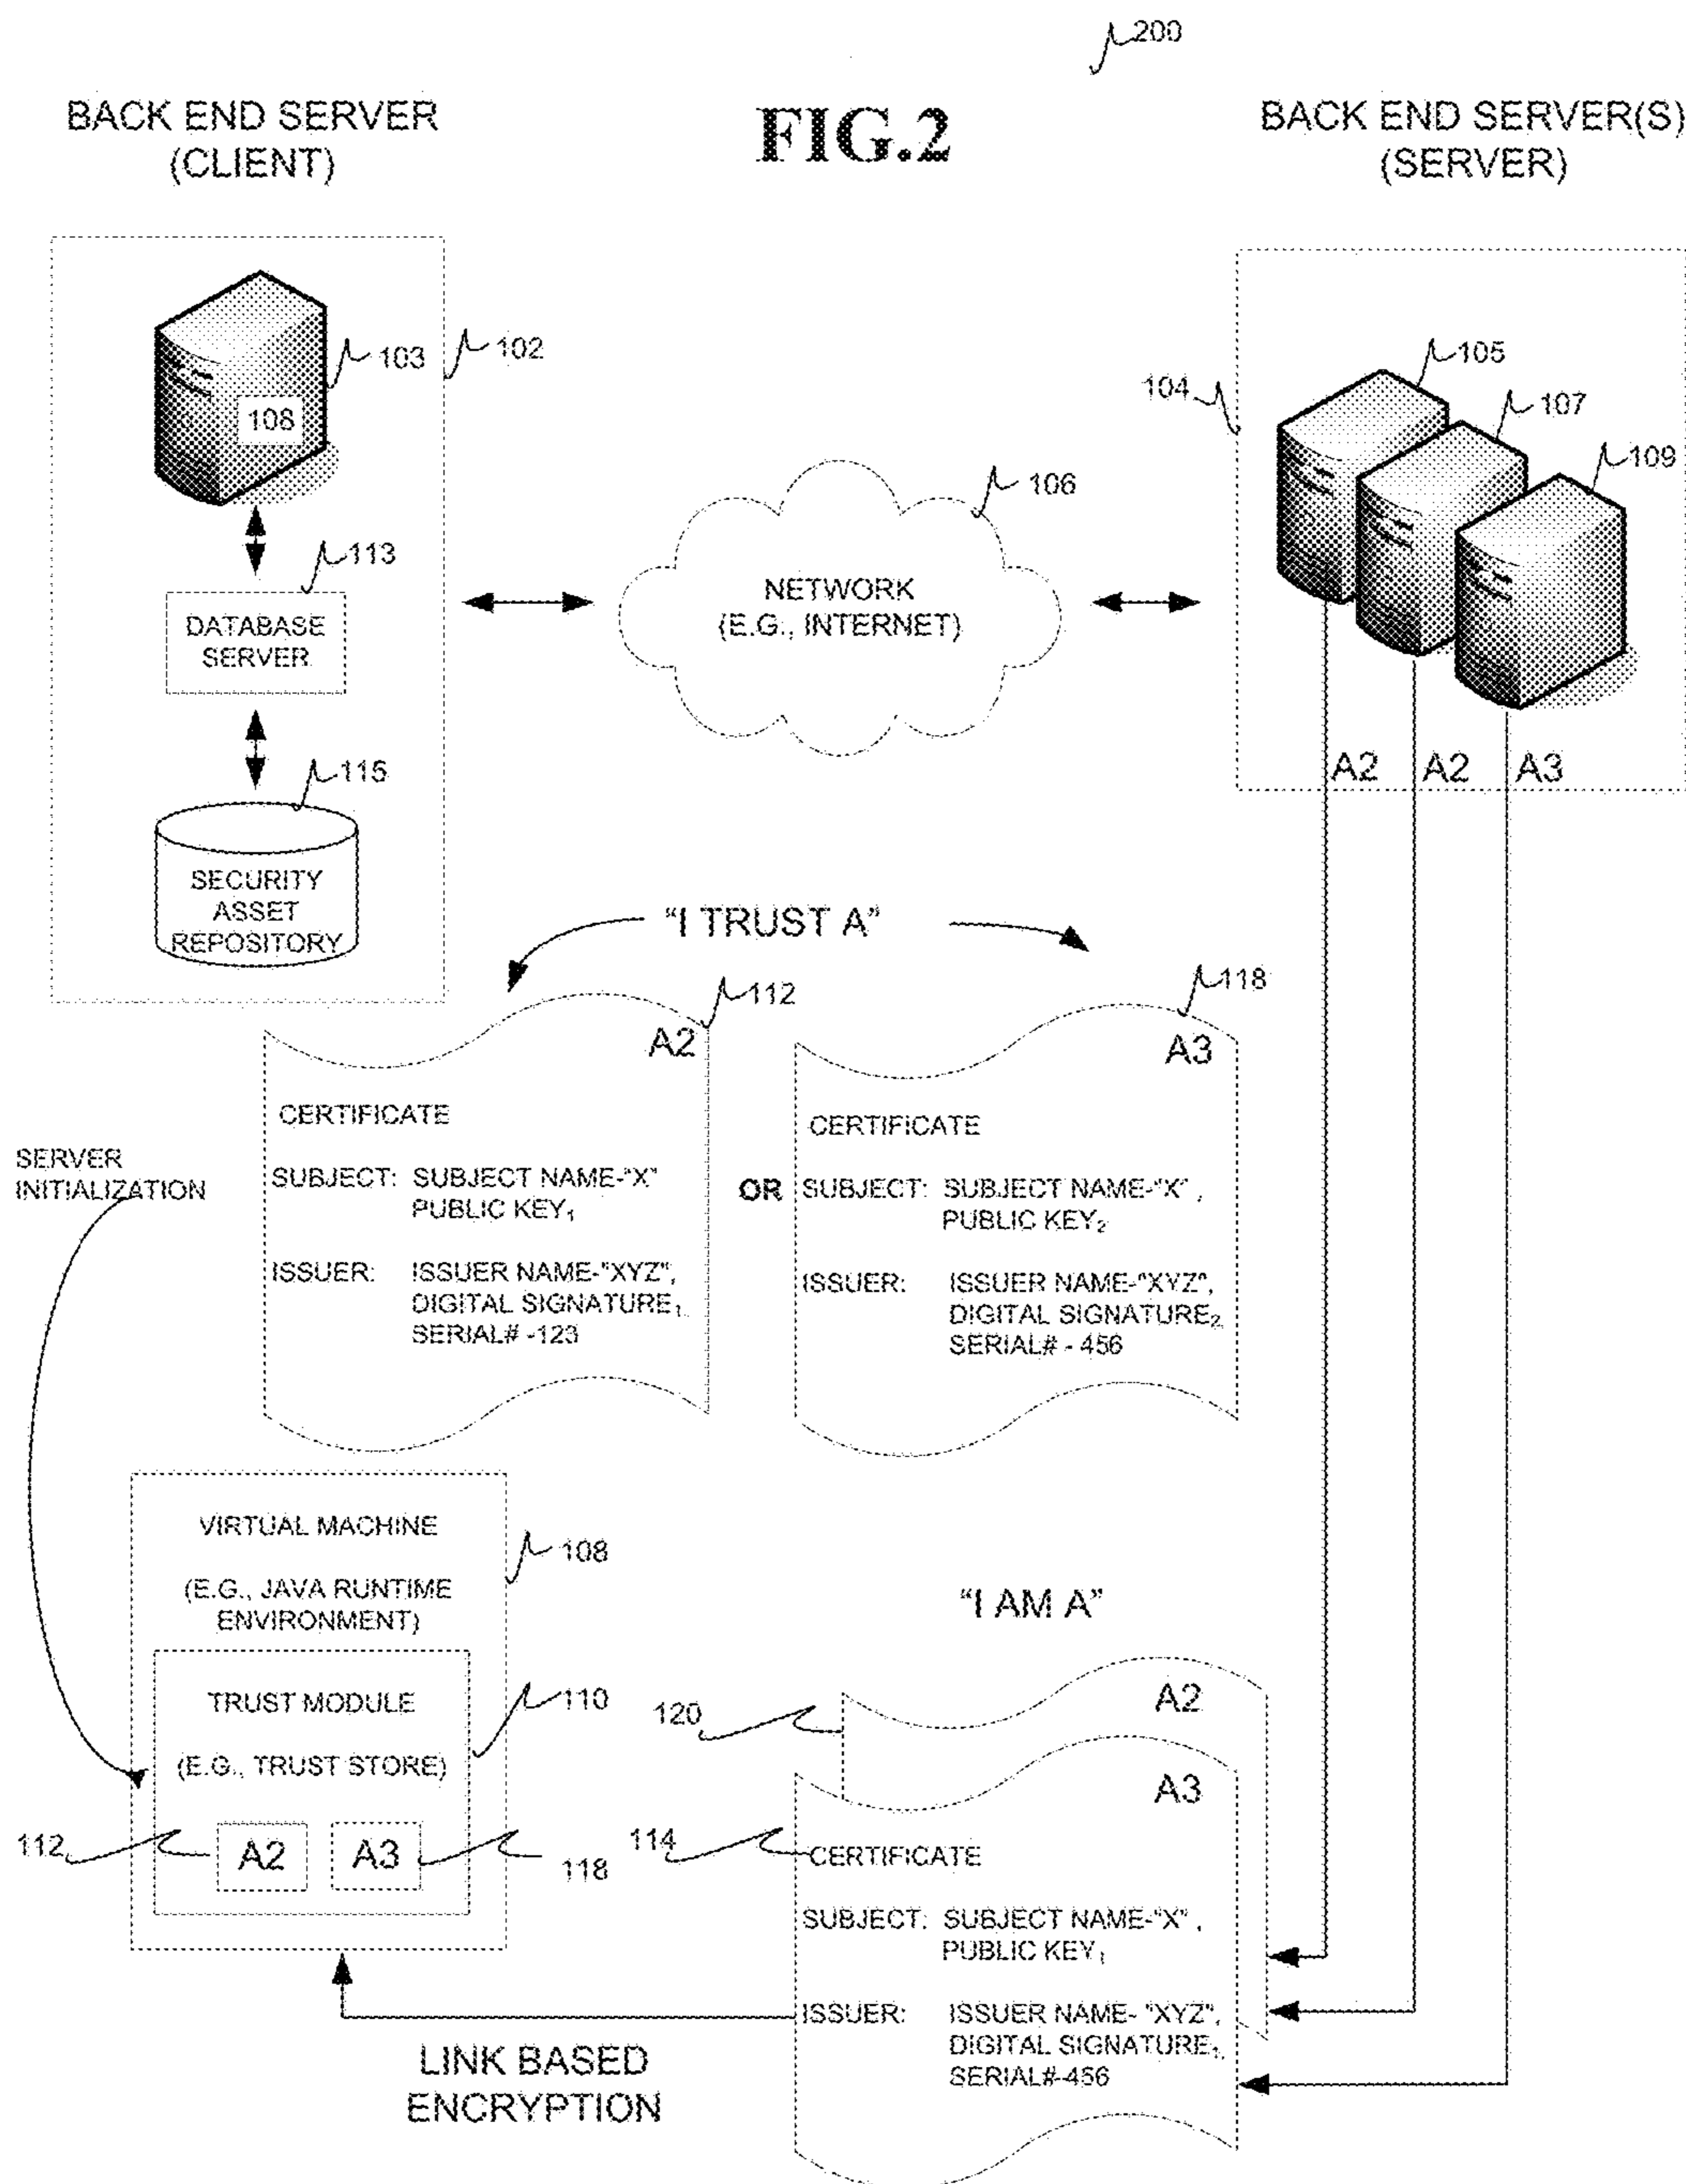 200
FIG.2
BACK END SERVER
(CLIENT)
BACK END SERVER(S)
(SERVER)
103
102
108
113
DATABASE
SERVER
115
SECURITY
ASSET
REPOSITORY
106
NETWORK
(E.G., INTERNET)
104
105
107
109
A2
A2
A3
"I TRUST A"
112
A2
CERTIFICATE
SUBJECT: SUBJECT NAME-"X"
PUBLIC KEY₁
ISSUER: ISSUER NAME-"XYZ",
DIGITAL SIGNATURE₁,
SERIAL# -123
OR
118
A3
CERTIFICATE
SUBJECT: SUBJECT NAME-"X" ,
PUBLIC KEY₂
ISSUER: ISSUER NAME-"XYZ",
DIGITAL SIGNATURE₂,
SERIAL# - 456
SERVER
INITIALIZATION
VIRTUAL MACHINE
(E.G., JAVA RUNTIME
ENVIRONMENT)
108
TRUST MODULE
(E.G., TRUST STORE)
110
112
A2
A3
118
"I AM A"
120
A2
A3
114
CERTIFICATE
SUBJECT: SUBJECT NAME-"X" ,
PUBLIC KEY₁
ISSUER: ISSUER NAME- "XYZ",
DIGITAL SIGNATURE₁,
SERIAL#-456
LINK BASED
ENCRYPTION